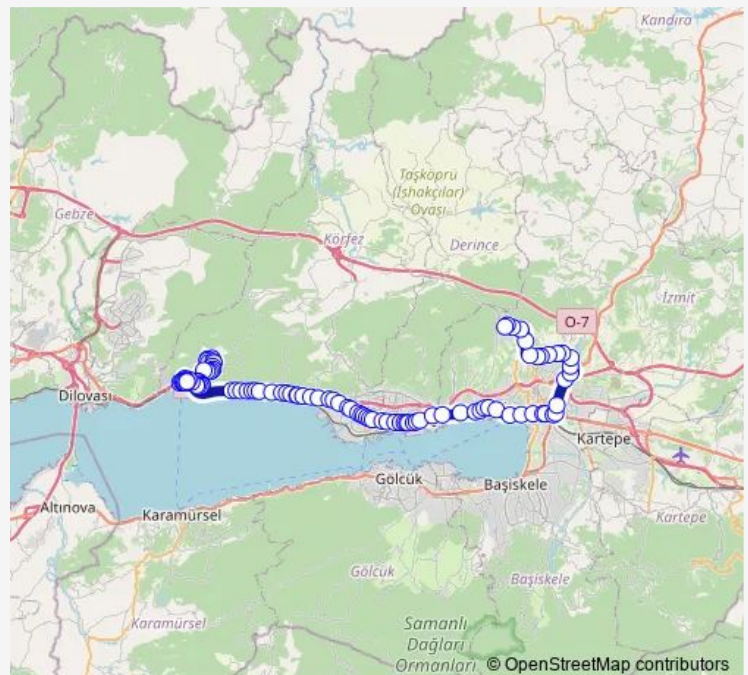 Kandıra
Taşköprü
(İshakçılar)
Ovası
Gebze
Körfez
Derince
İzmit
O-7
Dilovası
Kartepe
Gölcük
Başiskele
Altınova
Karamürsel
Kartepe
Gölcük
Başiskele
Karamürsel
Samanlı
Dağları
Ormanları
© OpenStreetMap contributors